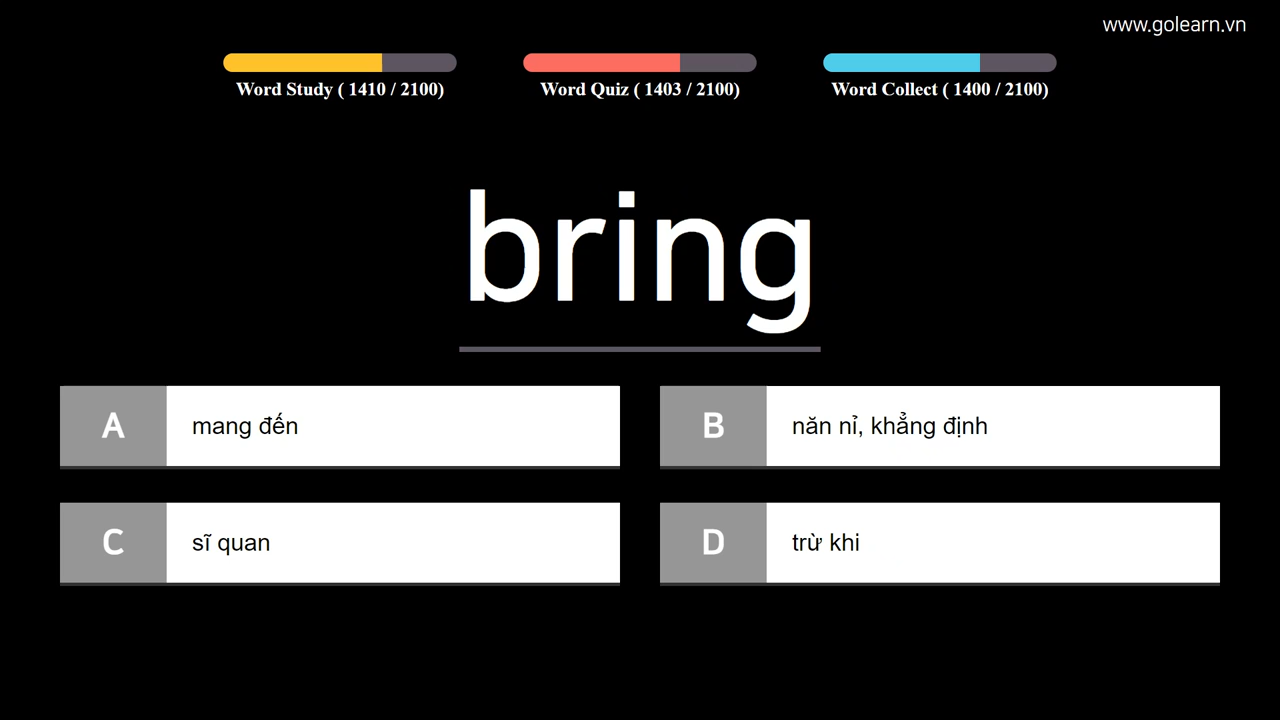 www.golearn.vn
Word Study ( 1410 / 2100)
Word Quiz ( 1403 / 2100)
Word Collect ( 1400 / 2100)
bring
A mang đến
B năn nỉ, khẳng định
C sĩ quan
D trừ khi